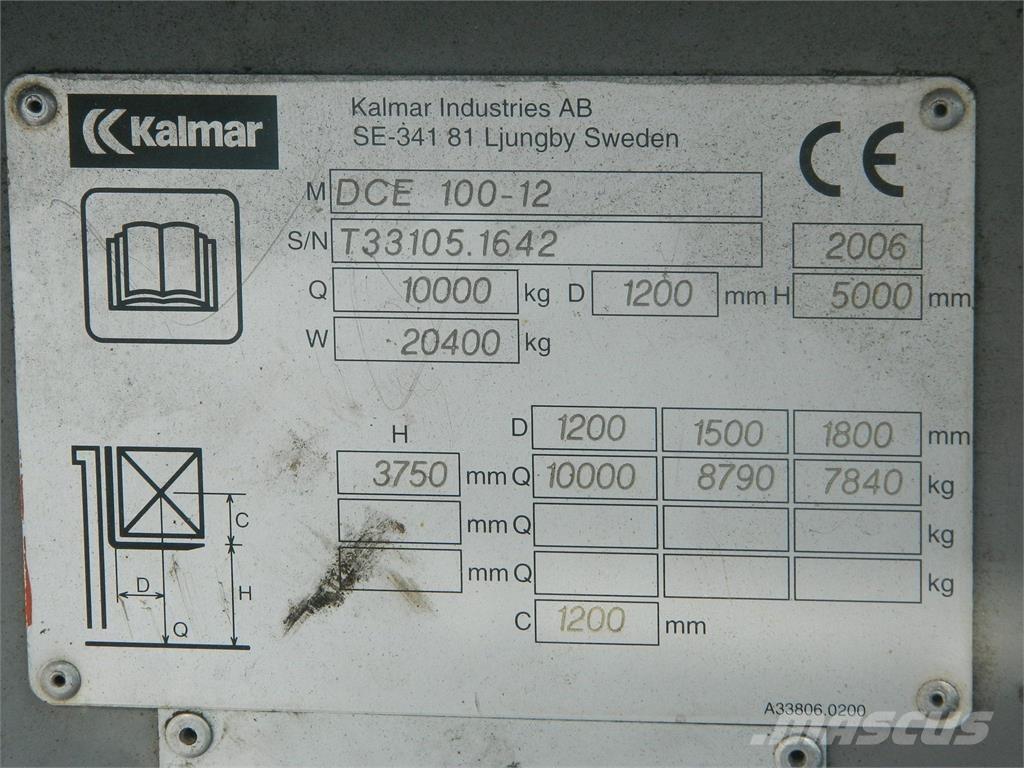 Kalmar
Kalmar Industries AB
SE-341 81 Ljungby Sweden
CE
M DCE 100-12
S/N T33105.1642 2006
Q 10000 kg D 1200 mm H 5000 mm
W 20400 kg
H D 1200 1500 1800 mm
3750 mm Q 10000 8790 7840 kg
mm Q kg
mm Q kg
C 1200 mm
C
D H
Q
A33806.0200
MASCUS